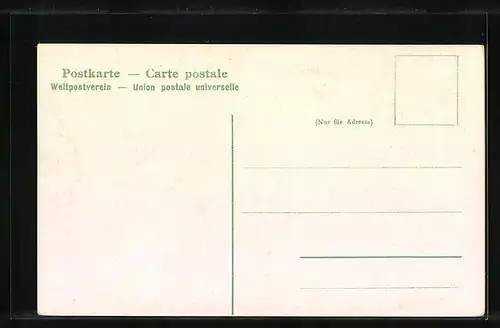 Postkarte — Carte postale
Weltpostverein — Union postale universelle
(Nur für Adresse)